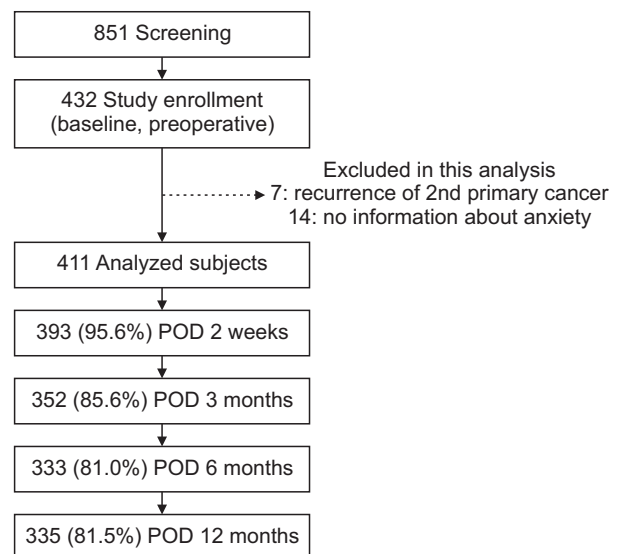 851 Screening
432 Study enrollment
(baseline, preoperative)
Excluded in this analysis
7: recurrence of 2nd primary cancer
14: no information about anxiety
411 Analyzed subjects
393 (95.6%) POD 2 weeks
352 (85.6%) POD 3 months
333 (81.0%) POD 6 months
335 (81.5%) POD 12 months